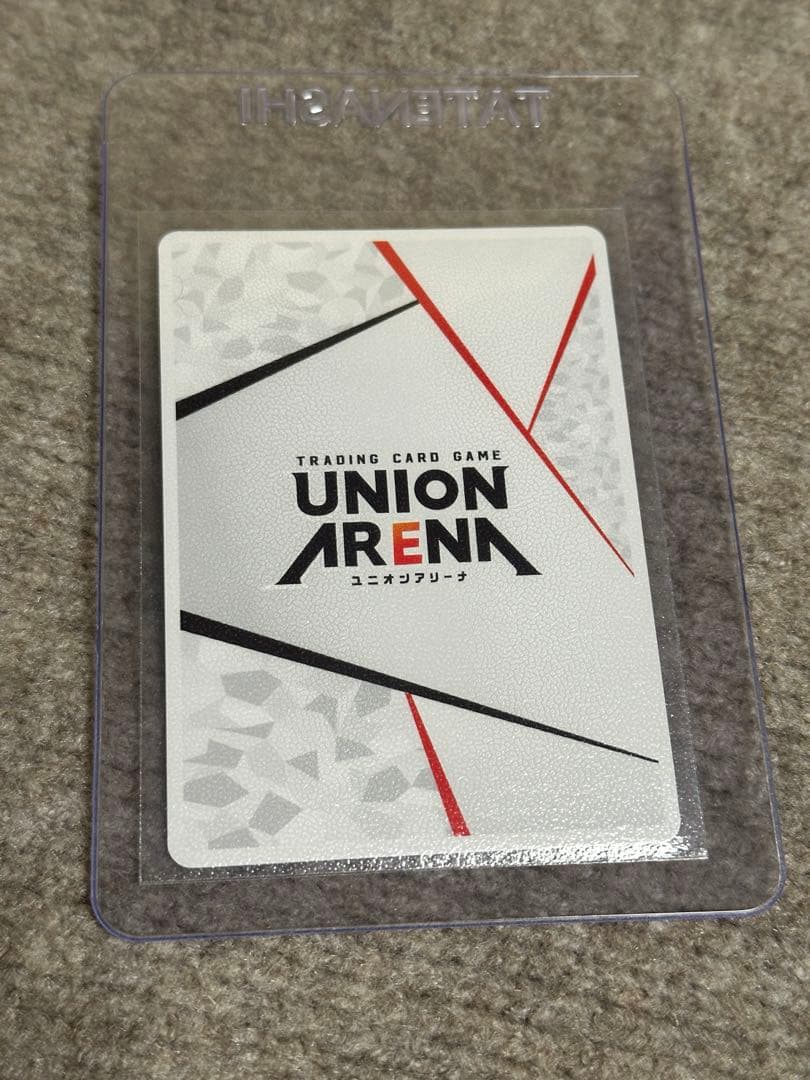 TATENASHI
TRADING CARD GAME
UNION
ARENA
ユニオンアリーナ